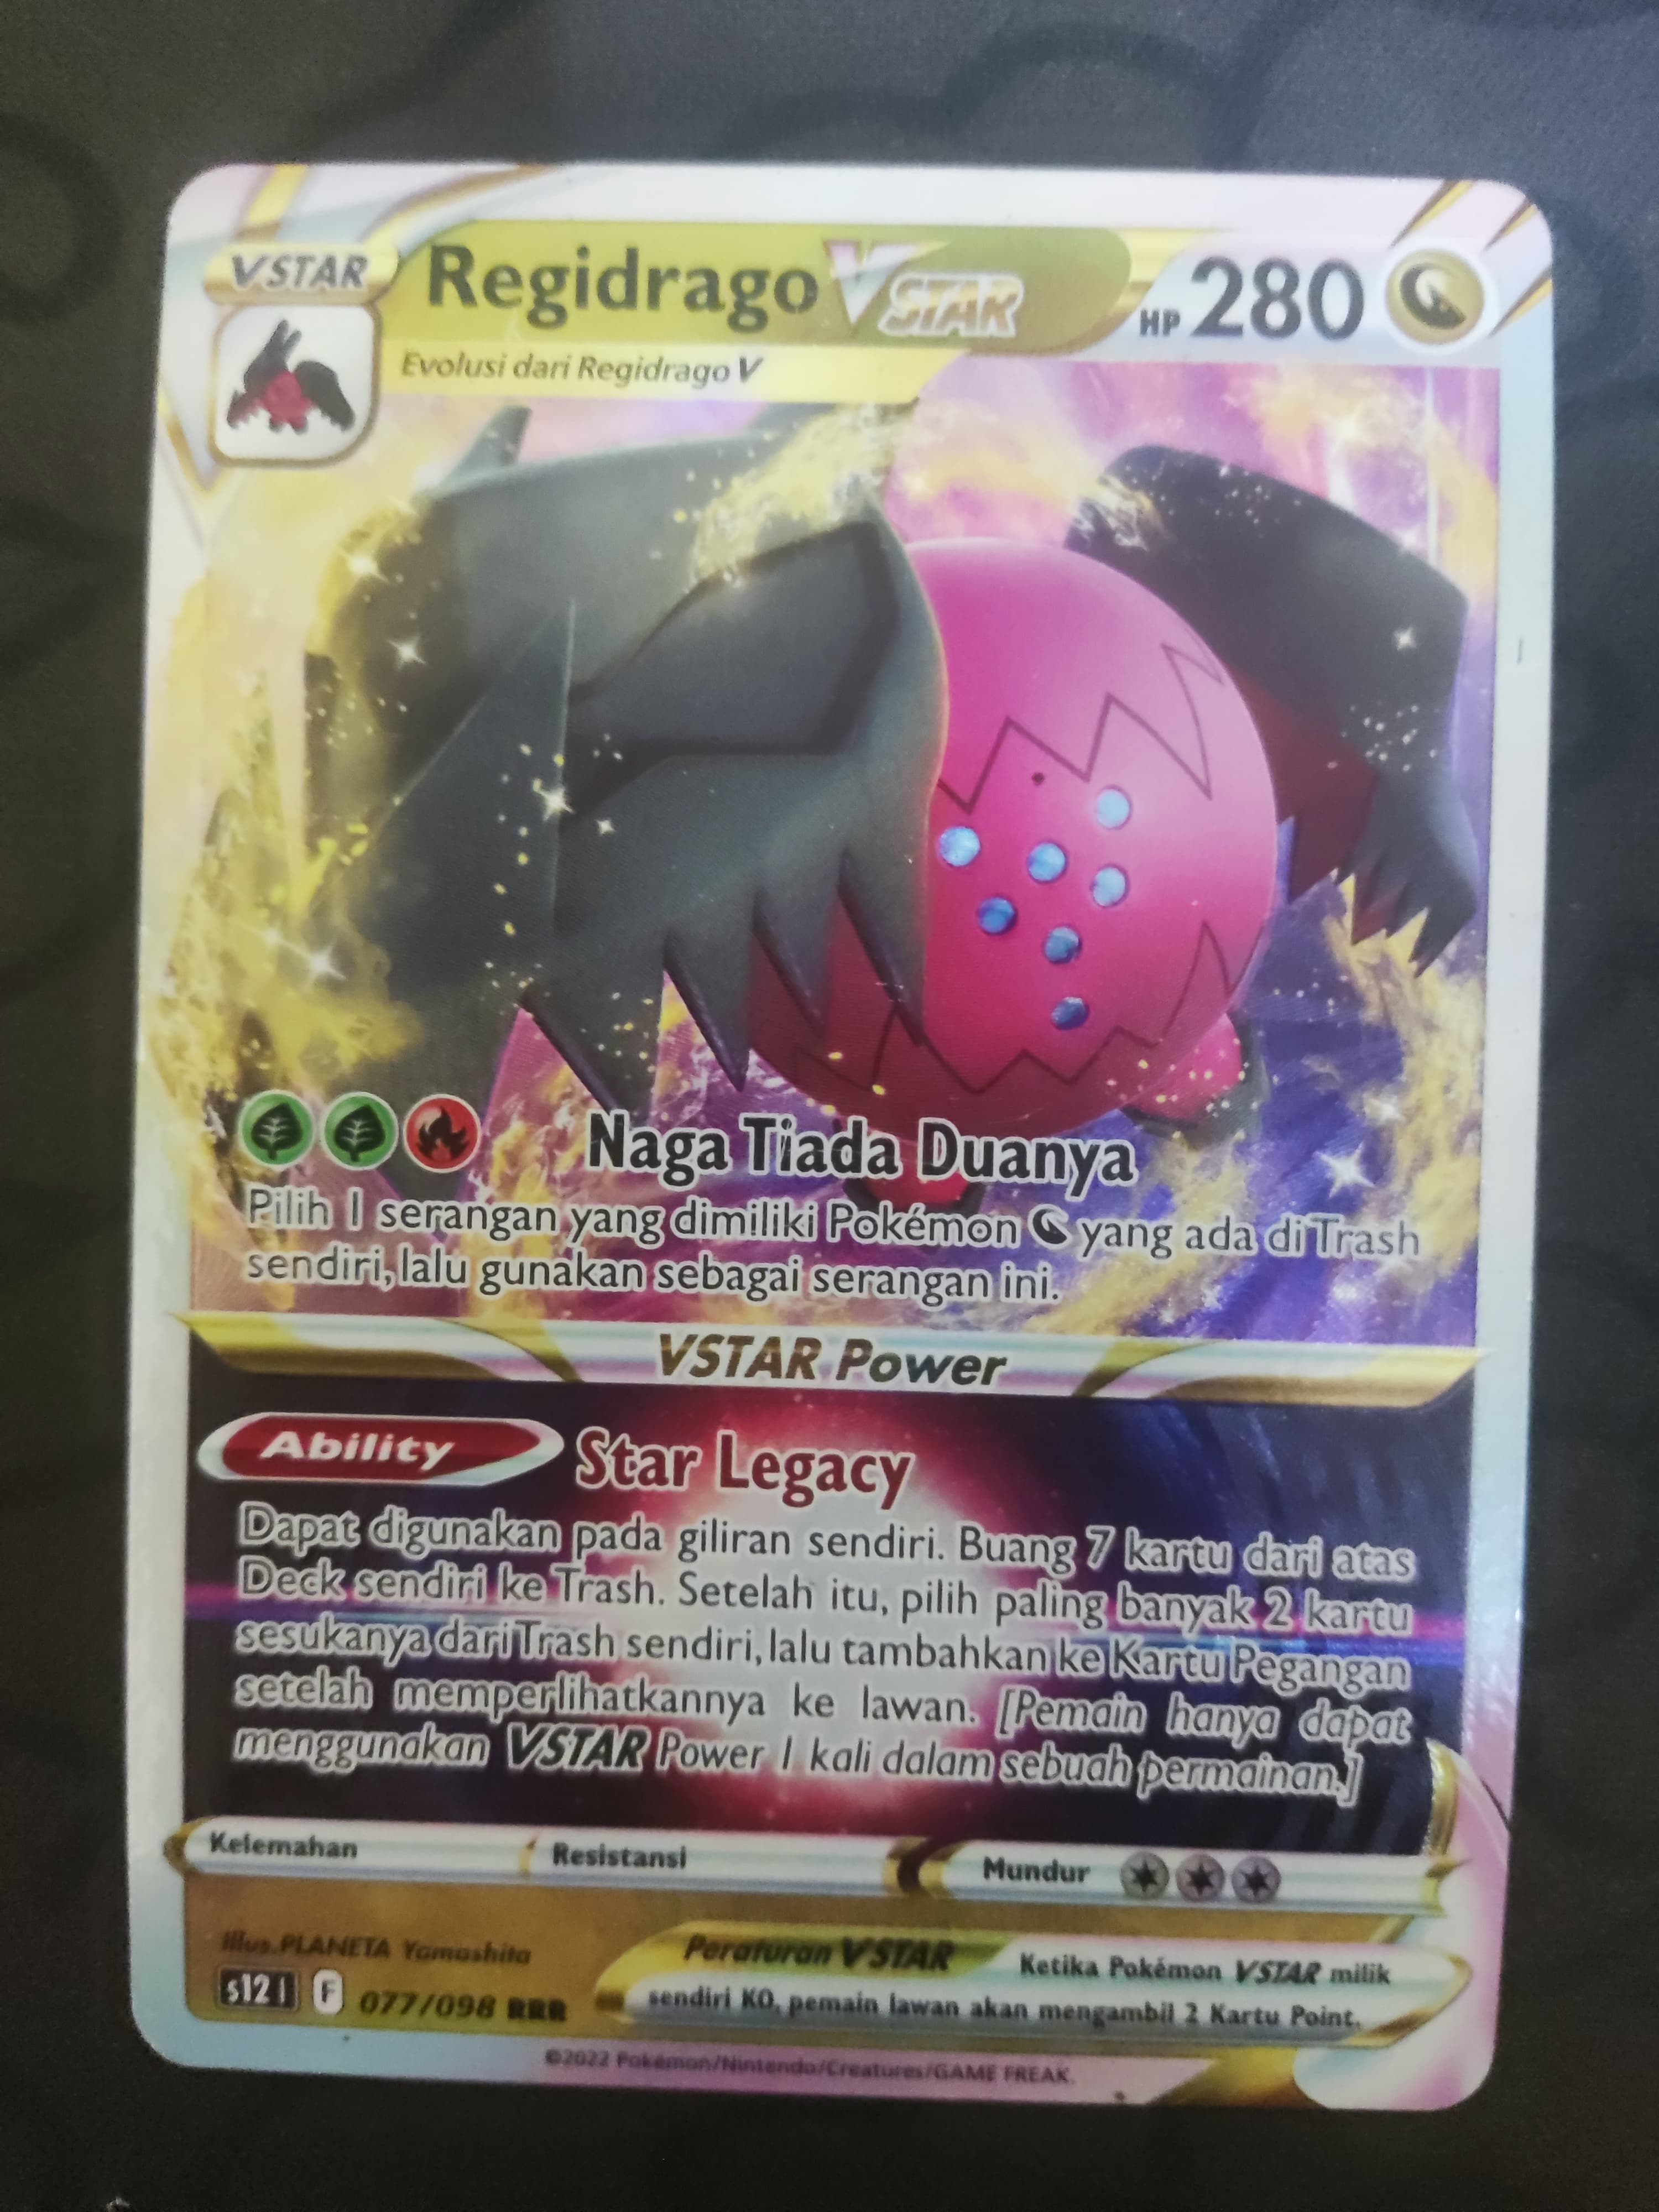 VSTAR
Regidrago VSTAR
HP 280
Evolusi dari Regidrago V
Naga Tiada Duanya
Pilih 1 serangan yang dimiliki Pokémon yang ada di Trash
sendiri, lalu gunakan sebagai serangan ini.
VSTAR Power
Ability Star Legacy
Dapat digunakan pada giliran sendiri. Buang 7 kartu dari atas
Deck sendiri ke Trash. Setelah itu, pilih paling banyak 2 kartu
sesukanya dari Trash sendiri, lalu tambahkan ke Kartu Pegangan
setelah memperlihatkannya ke lawan. [Pemain hanya dapat
menggunakan VSTAR Power 1 kali dalam sebuah permainan.]
Kelemahan Resistansi Mundur
Illus. PLANETA Yamashita
s12 I F 077/098 RRR
Peraturan VSTAR Ketika Pokémon VSTAR milik
sendiri KO, pemain lawan akan mengambil 2 Kartu Point.
©2022 Pokémon/Nintendo/Creatures/GAME FREAK.